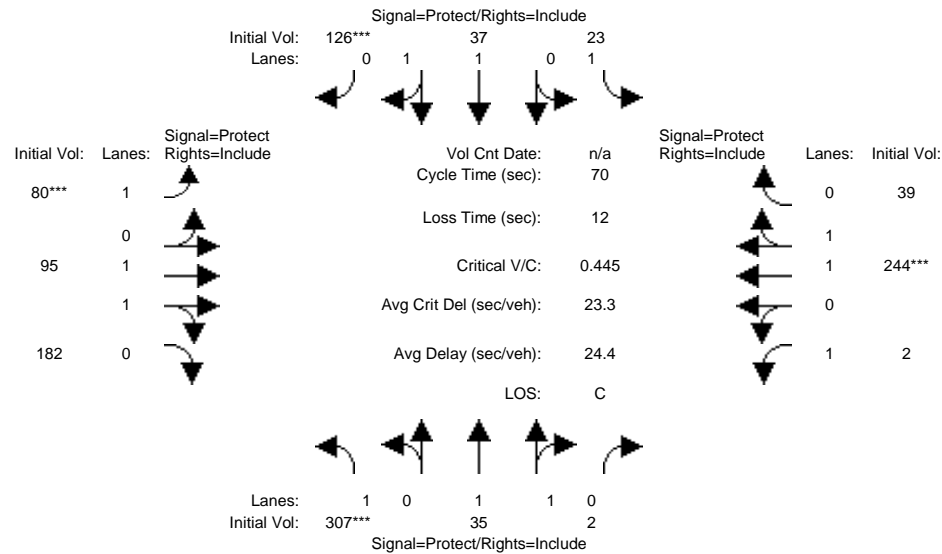 Signal=Protect/Rights=Include
Initial Vol: 126*** 37 23
Lanes: 0 1 1 0 1
Signal=Protect
Initial Vol: Lanes: Rights=Include
Vol Cnt Date: n/a
Signal=Protect
Rights=Include Lanes: Initial Vol:
Cycle Time (sec): 70
80*** 1
0 39
Loss Time (sec): 12
0
1
95 1
Critical V/C: 0.445
1 244***
1
Avg Crit Del (sec/veh): 23.3
0
182 0
Avg Delay (sec/veh): 24.4
1 2
LOS: C
Lanes: 1 0 1 1 0
Initial Vol: 307*** 35 2
Signal=Protect/Rights=Include